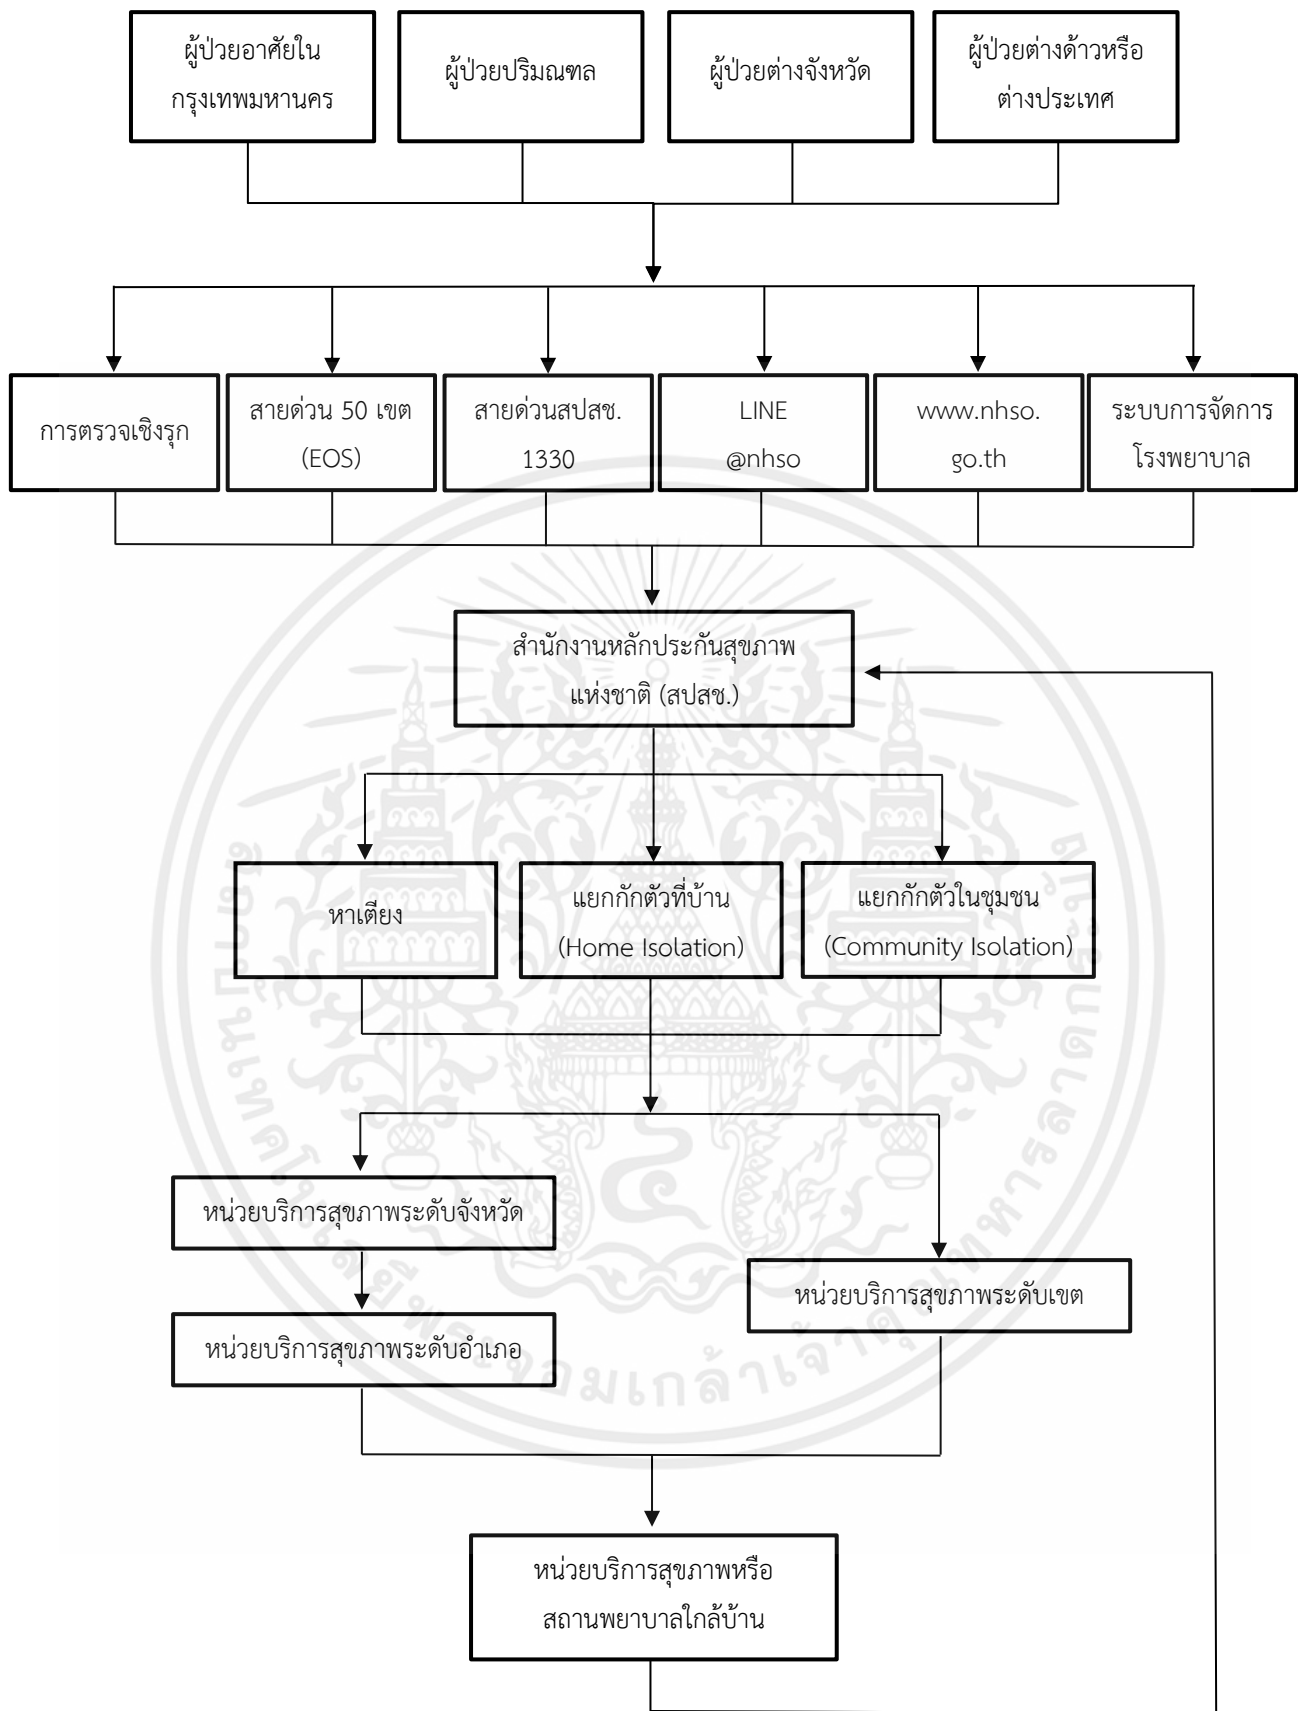 ผู้ป่วยอาศัยใน
กรุงเทพมหานคร
ผู้ป่วยปริมณฑล
ผู้ป่วยต่างจังหวัด
ผู้ป่วยต่างด้าวหรือ
ต่างประเทศ
การตรวจเชิงรุก
สายด่วน 50 เขต
(EOS)
สายด่วนสปสช.
1330
LINE
@nhso
www.nhso.
go.th
ระบบการจัดการ
โรงพยาบาล
สำนักงานหลักประกันสุขภาพ
แห่งชาติ (สปสช.)
หาเตียง
แยกกักตัวที่บ้าน
(Home Isolation)
แยกกักตัวในชุมชน
(Community Isolation)
หน่วยบริการสุขภาพระดับจังหวัด
หน่วยบริการสุขภาพระดับเขต
หน่วยบริการสุขภาพระดับอำเภอ
หน่วยบริการสุขภาพหรือ
สถานพยาบาลใกล้บ้าน